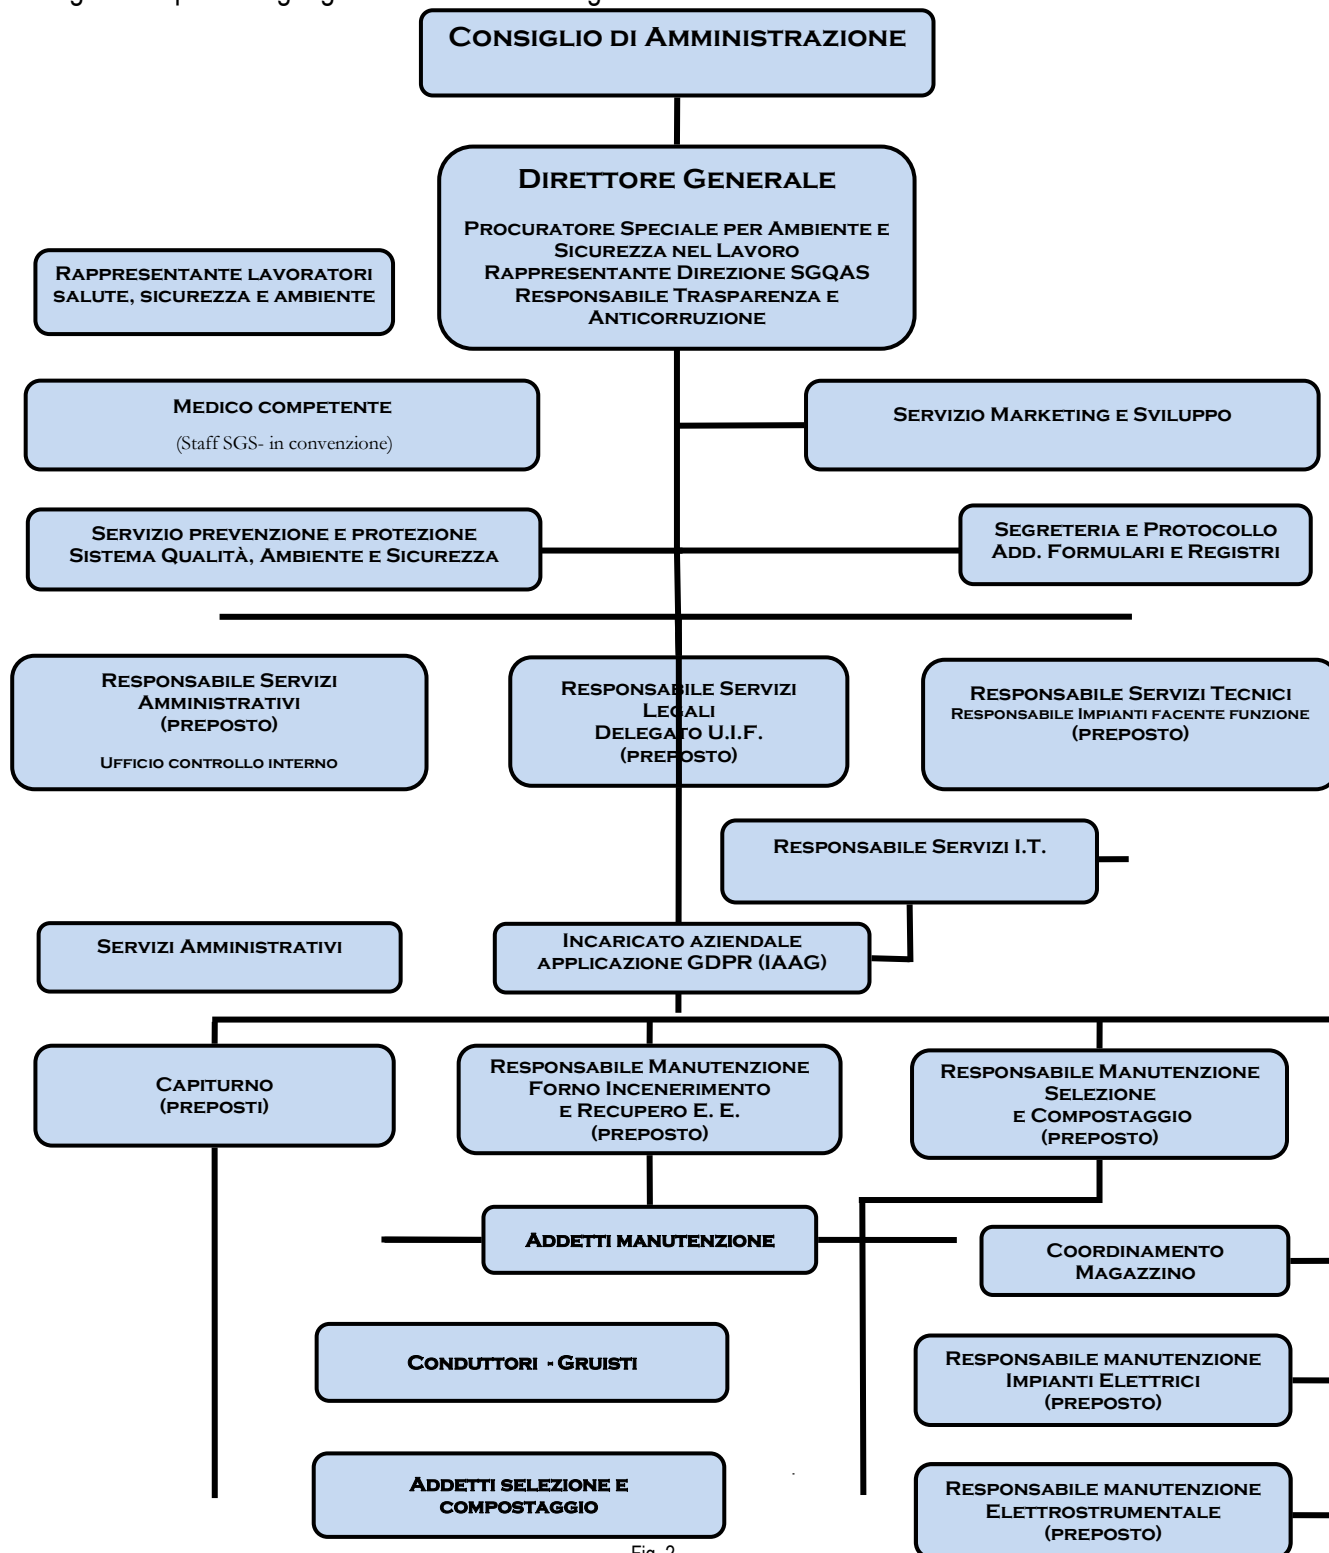 CONSIGLIO DI AMMINISTRAZIONE
DIRETTORE GENERALE
PROCURATORE SPECIALE PER AMBIENTE E
SICUREZZA NEL LAVORO
RAPPRESENTANTE DIREZIONE SGQAS
RESPONSABILE TRASPARENZA E
ANTICORRUZIONE
RAPPRESENTANTE LAVORATORI
SALUTE, SICUREZZA E AMBIENTE
MEDICO COMPETENTE
(Staff SGS- in convenzione)
SERVIZIO MARKETING E SVILUPPO
SERVIZIO PREVENZIONE E PROTEZIONE
SISTEMA QUALITÀ, AMBIENTE E SICUREZZA
SEGRETERIA E PROTOCOLLO
ADD. FORMULARI E REGISTRI
RESPONSABILE SERVIZI
AMMINISTRATIVI
(PREPOSTO)
UFFICIO CONTROLLO INTERNO
RESPONSABILE SERVIZI
LEGALI
DELEGATO U.I.F.
(PREPOSTO)
RESPONSABILE SERVIZI TECNICI
RESPONSABILE IMPIANTI FACENTE FUNZIONE
(PREPOSTO)
RESPONSABILE SERVIZI I.T.
SERVIZI AMMINISTRATIVI
INCARICATO AZIENDALE
APPLICAZIONE GDPR (IAAG)
CAPITURNO
(PREPOSTI)
RESPONSABILE MANUTENZIONE
FORNO INCENERIMENTO
E RECUPERO E. E.
(PREPOSTO)
RESPONSABILE MANUTENZIONE
SELEZIONE
E COMPOSTAGGIO
(PREPOSTO)
ADDETTI MANUTENZIONE
COORDINAMENTO
MAGAZZINO
CONDUTTORI - GRUISTI
RESPONSABILE MANUTENZIONE
IMPIANTI ELETTRICI
(PREPOSTO)
ADDETTI SELEZIONE E
COMPOSTAGGIO
RESPONSABILE MANUTENZIONE
ELETTROSTRUMENTALE
(PREPOSTO)
Fig. 2